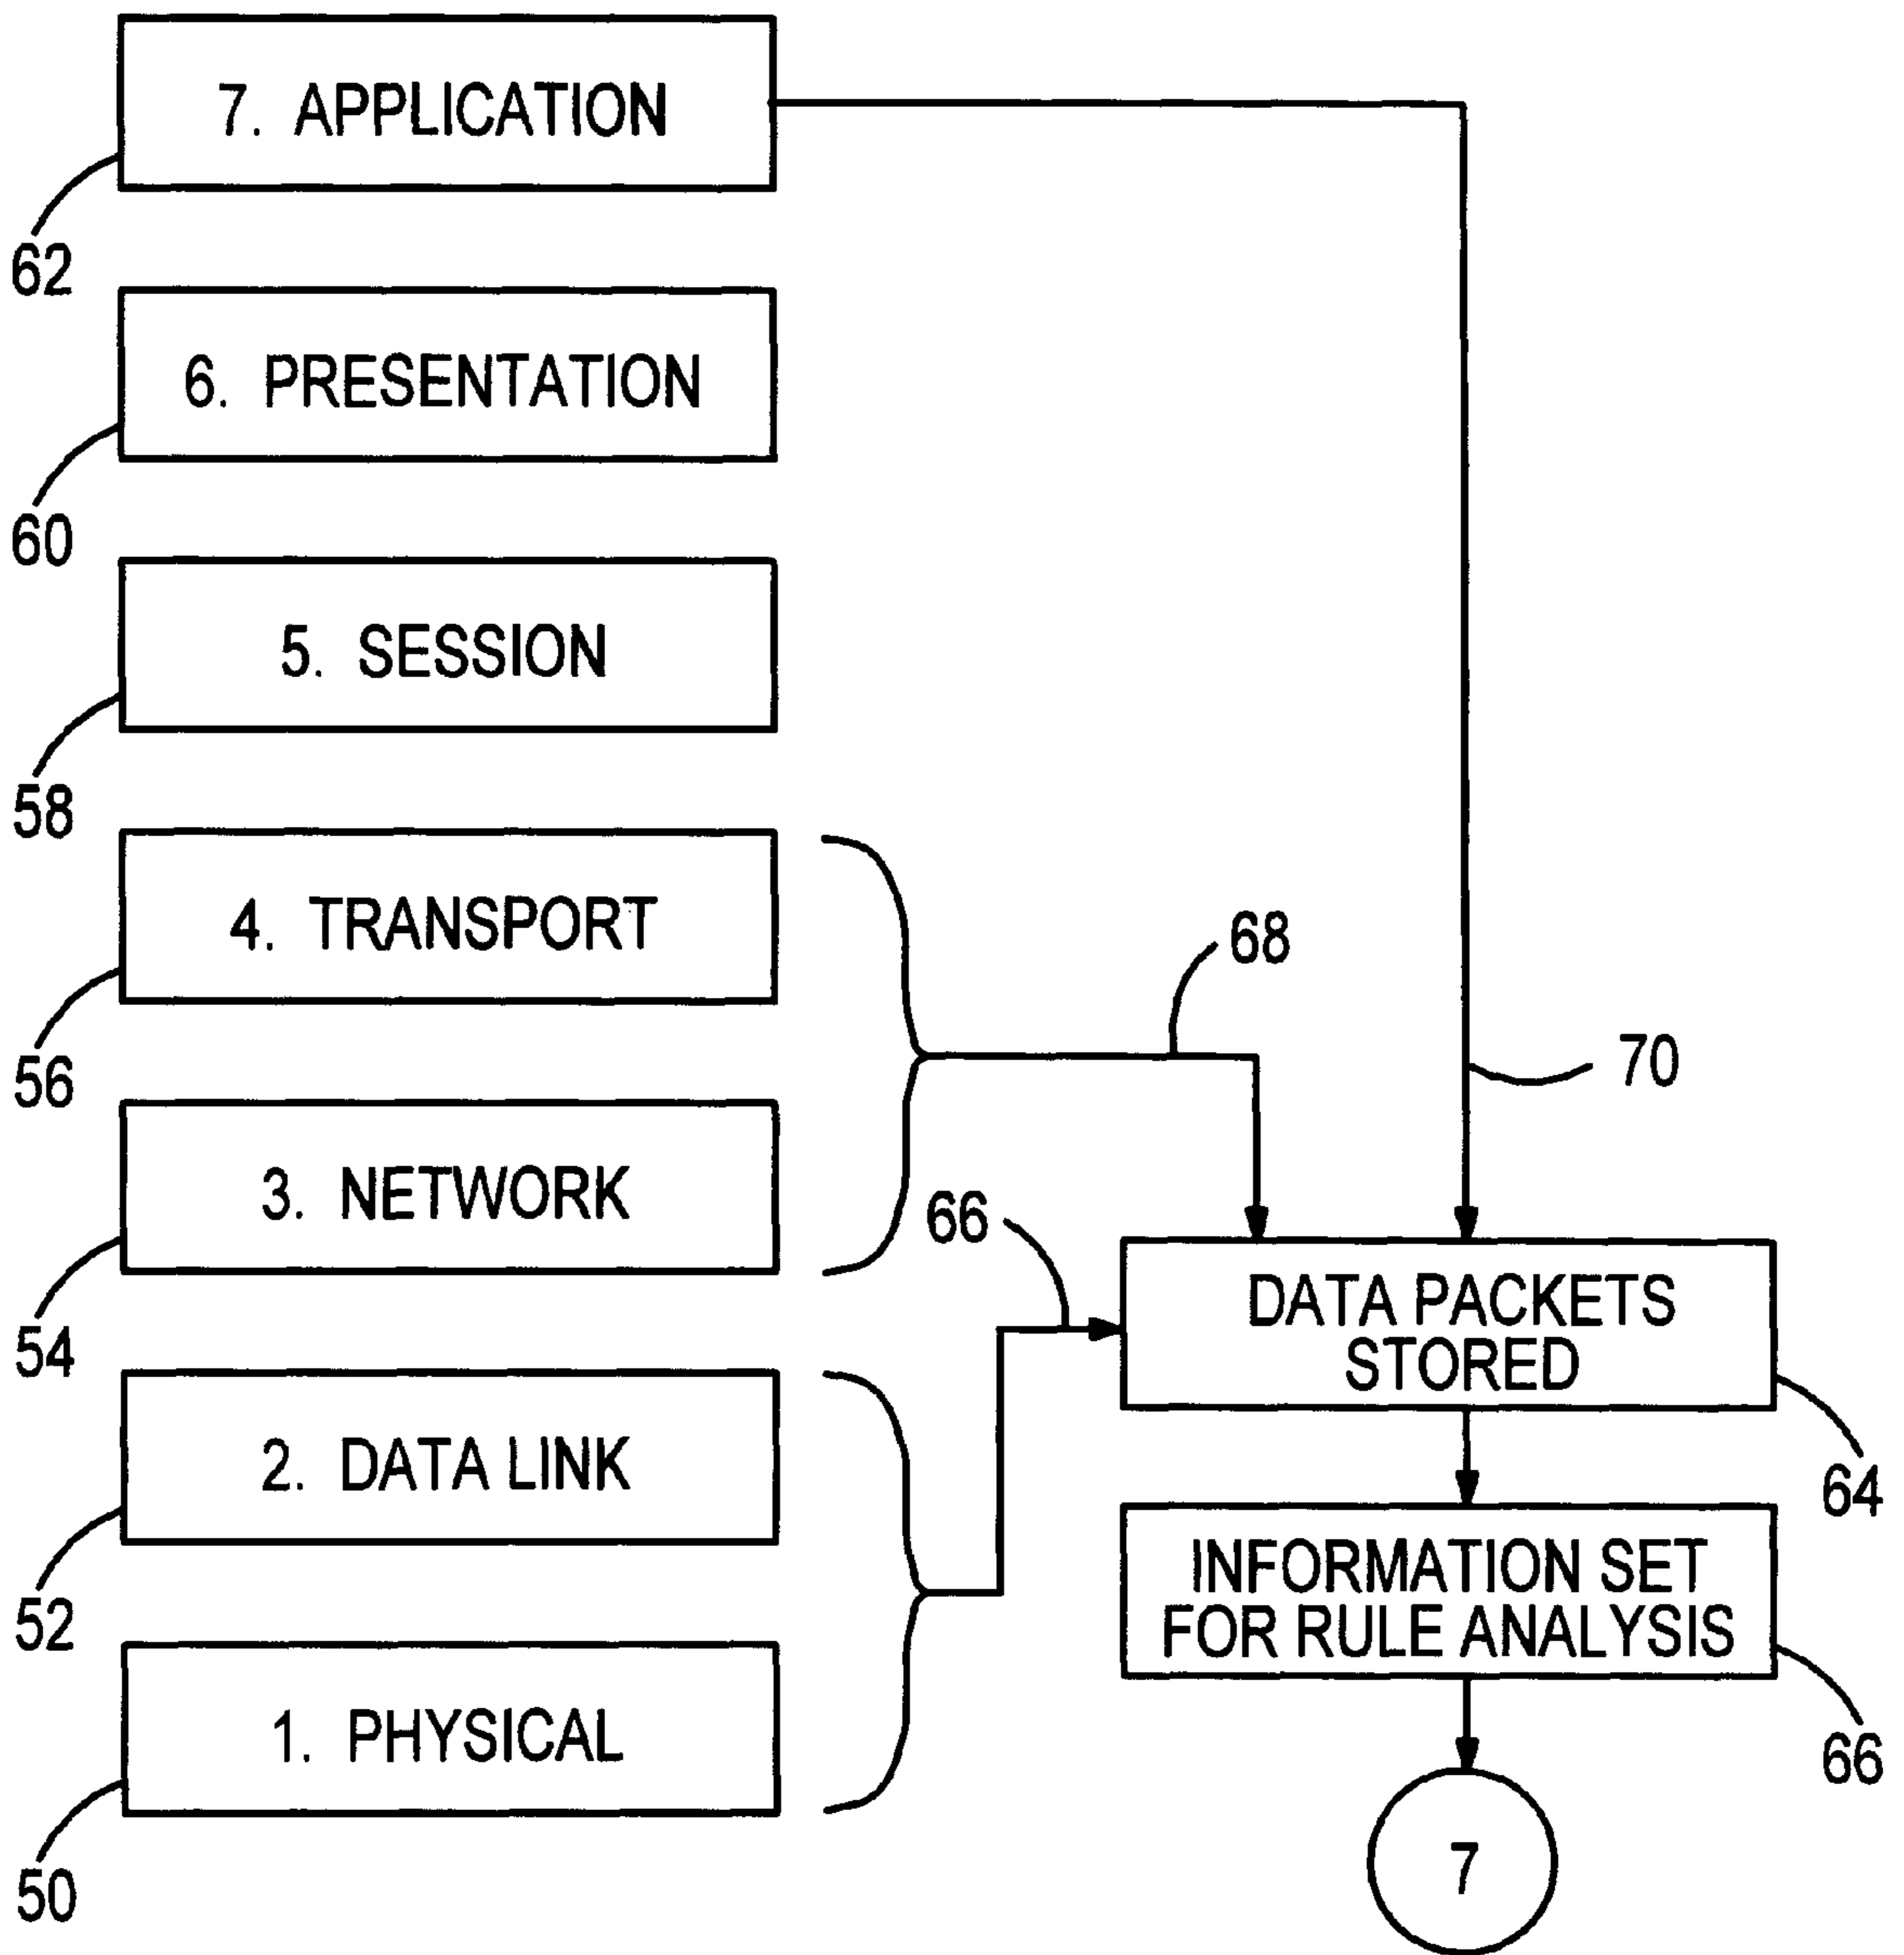 7. APPLICATION
62
6. PRESENTATION
60
5. SESSION
58
4. TRANSPORT
56
68
70
3. NETWORK
54
66
DATA PACKETS
STORED
64
2. DATA LINK
52
INFORMATION SET
FOR RULE ANALYSIS
66
1. PHYSICAL
50
7